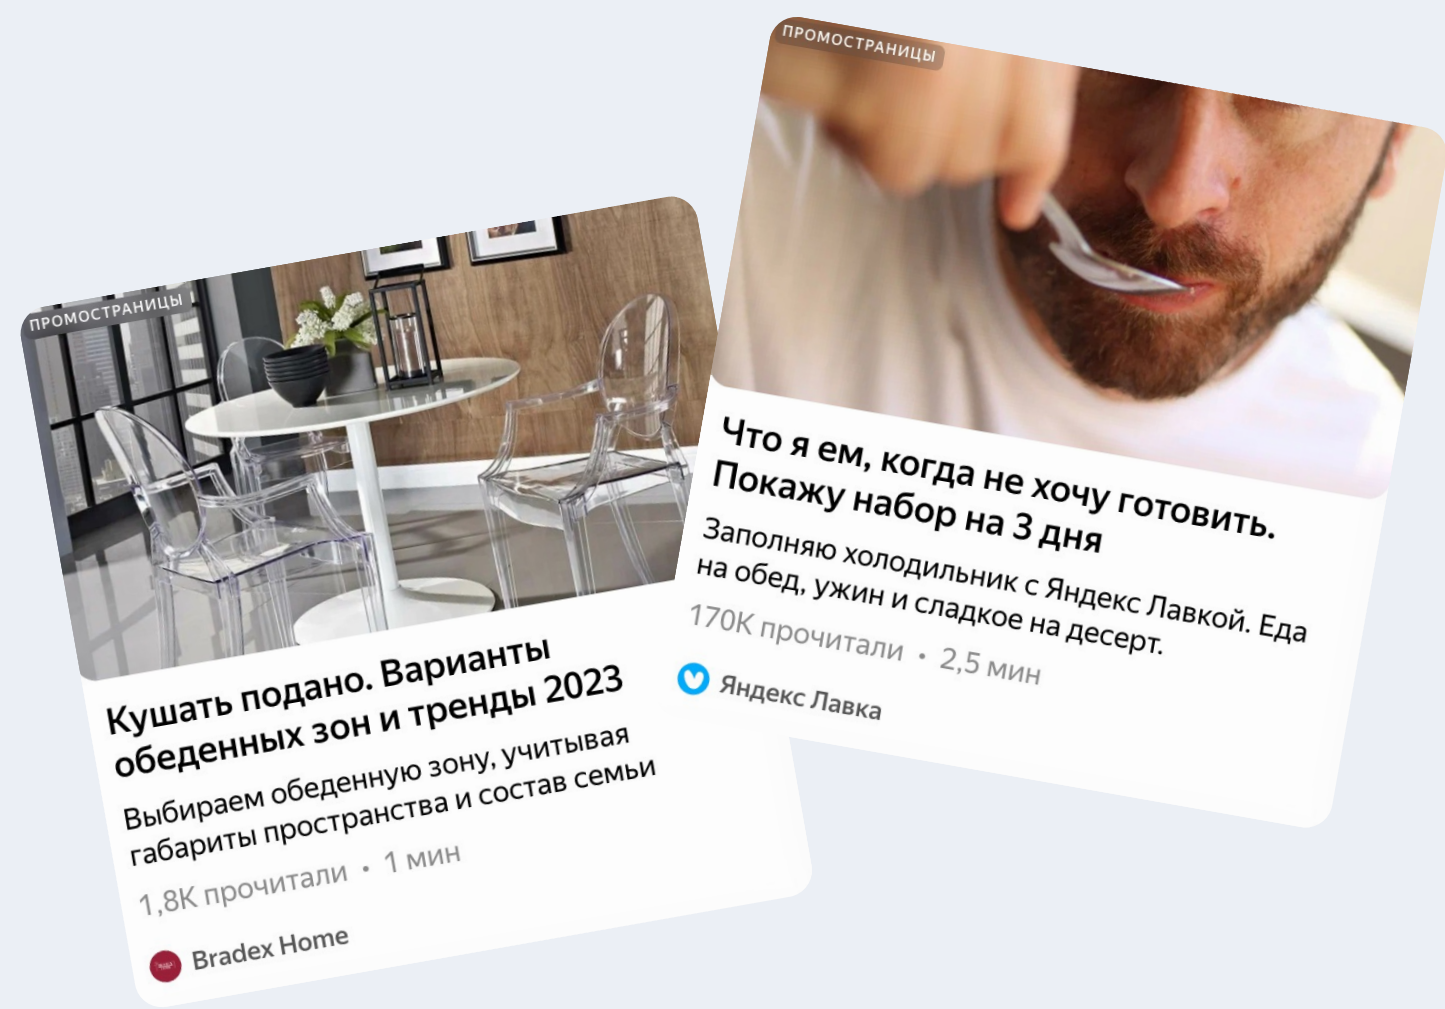 ПРОМОСТРАНИЦЫ
Кушать подано. Варианты
обеденных зон и тренды 2023
Выбираем обеденную зону, учитывая
габариты пространства и состав семьи
1,8К прочитали • 1 мин
Bradex Home
ПРОМОСТРАНИЦЫ
Что я ем, когда не хочу готовить.
Покажу набор на 3 дня
Заполняю холодильник с Яндекс Лавкой. Еда
на обед, ужин и сладкое на десерт.
170К прочитали • 2,5 мин
Яндекс Лавка